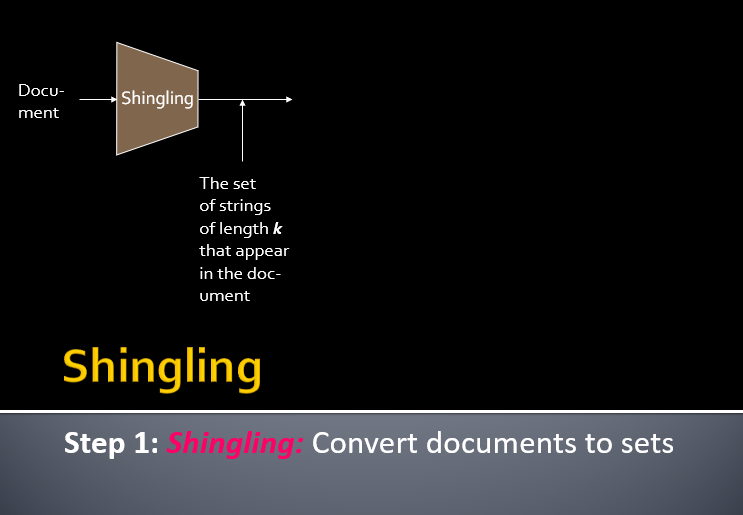 Docu-
ment
Shingling
The set
of strings
of length k
that appear
in the doc-
ument
Shingling
Step 1: Shingling: Convert documents to sets